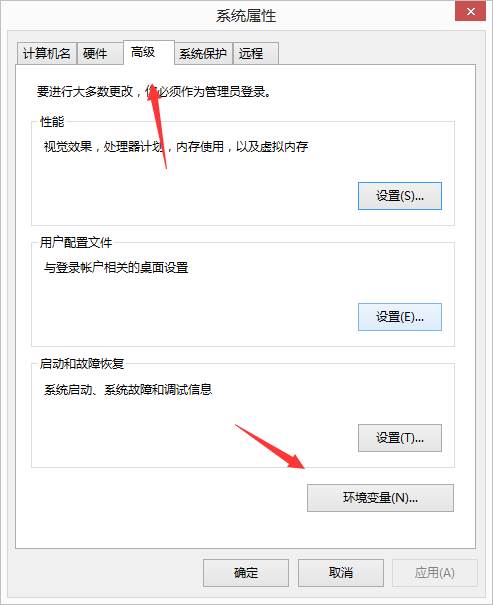 系统属性
计算机名
硬件
高级
系统保护
远程
要进行大多数更改，你必须作为管理员登录。
性能
视觉效果，处理器计划，内存使用，以及虚拟内存
设置(S)...
用户配置文件
与登录帐户相关的桌面设置
设置(E)...
启动和故障恢复
系统启动、系统故障和调试信息
设置(T)...
环境变量(N)...
确定
取消
应用(A)